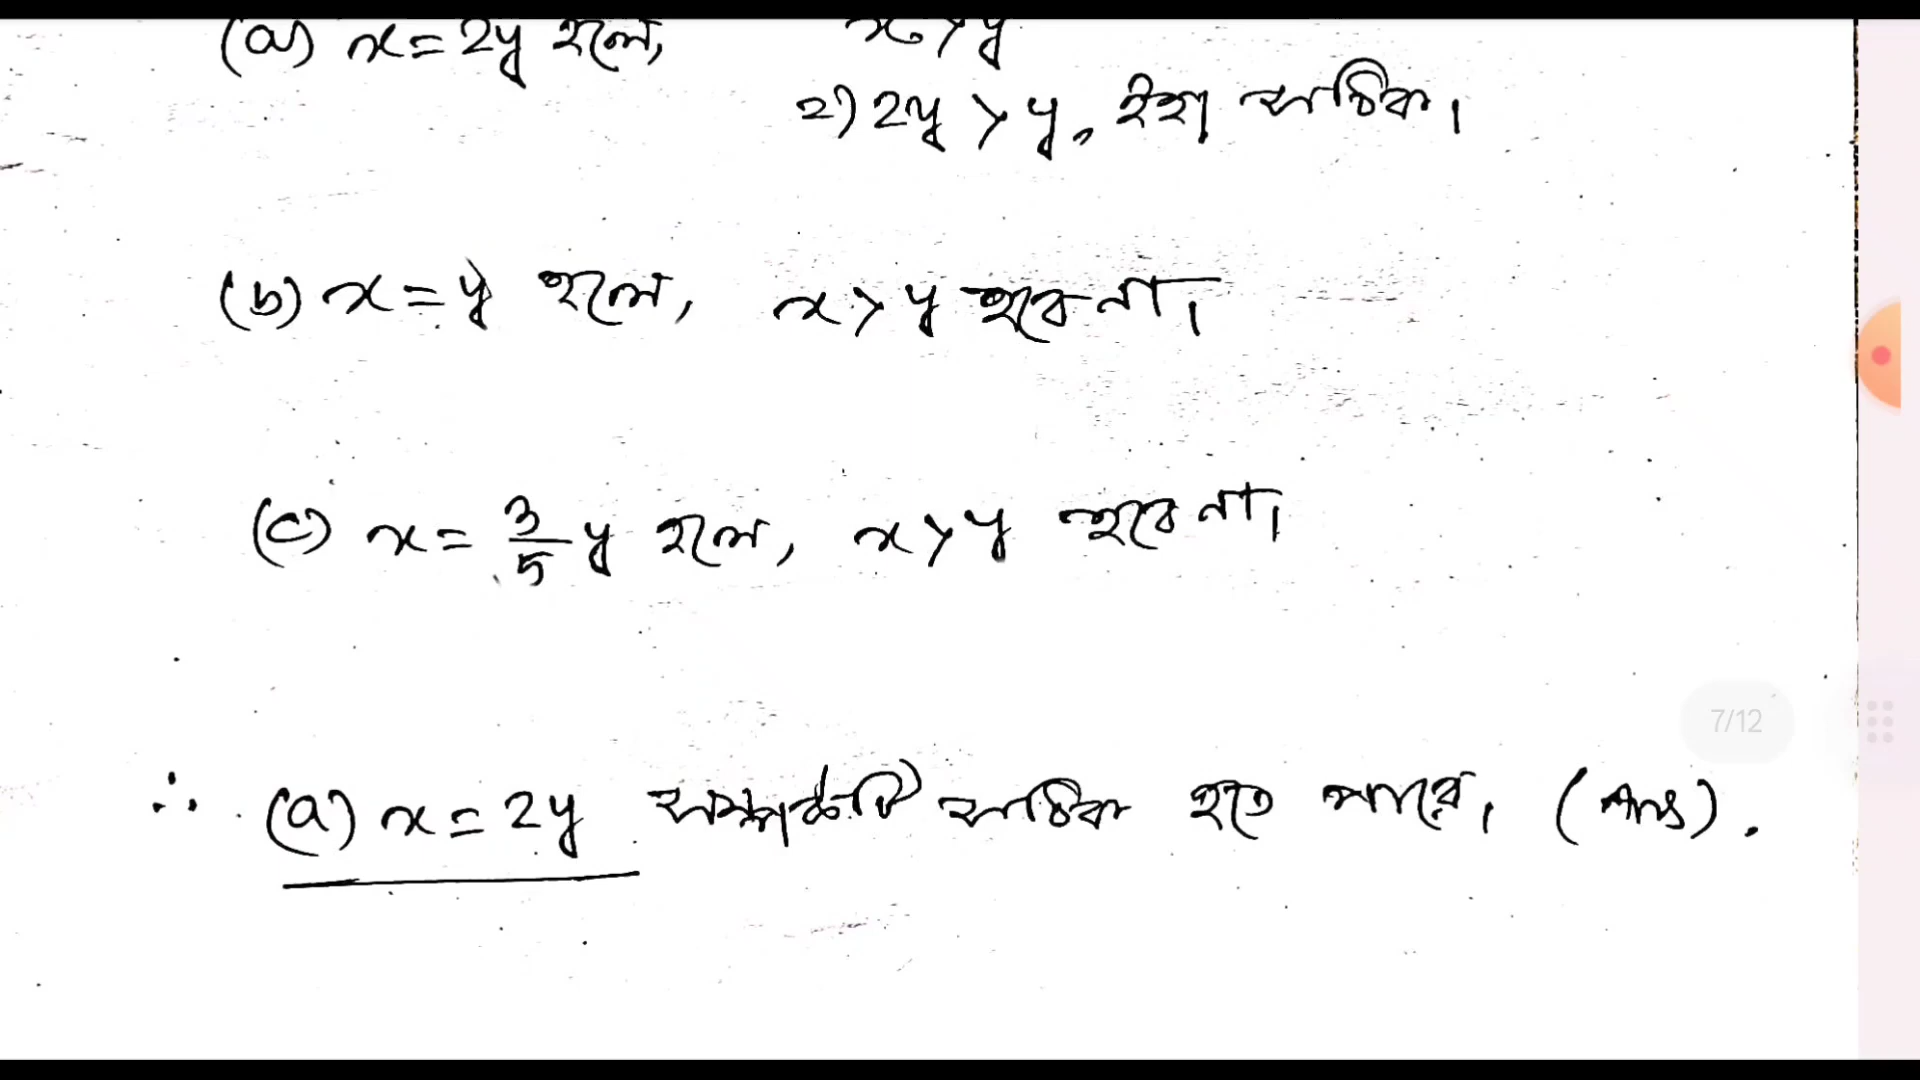 (a) x = 2y হলে, x > y
২) 2y > y, ইহা সঠিক।
(b) x = y হলে, x > y হবে না।
(c) x = 3/5 y হলে, x > y হবে না।
7/12
∴ (a) x = 2y সম্পর্কটি সঠিক হতে পারে। (Ans).